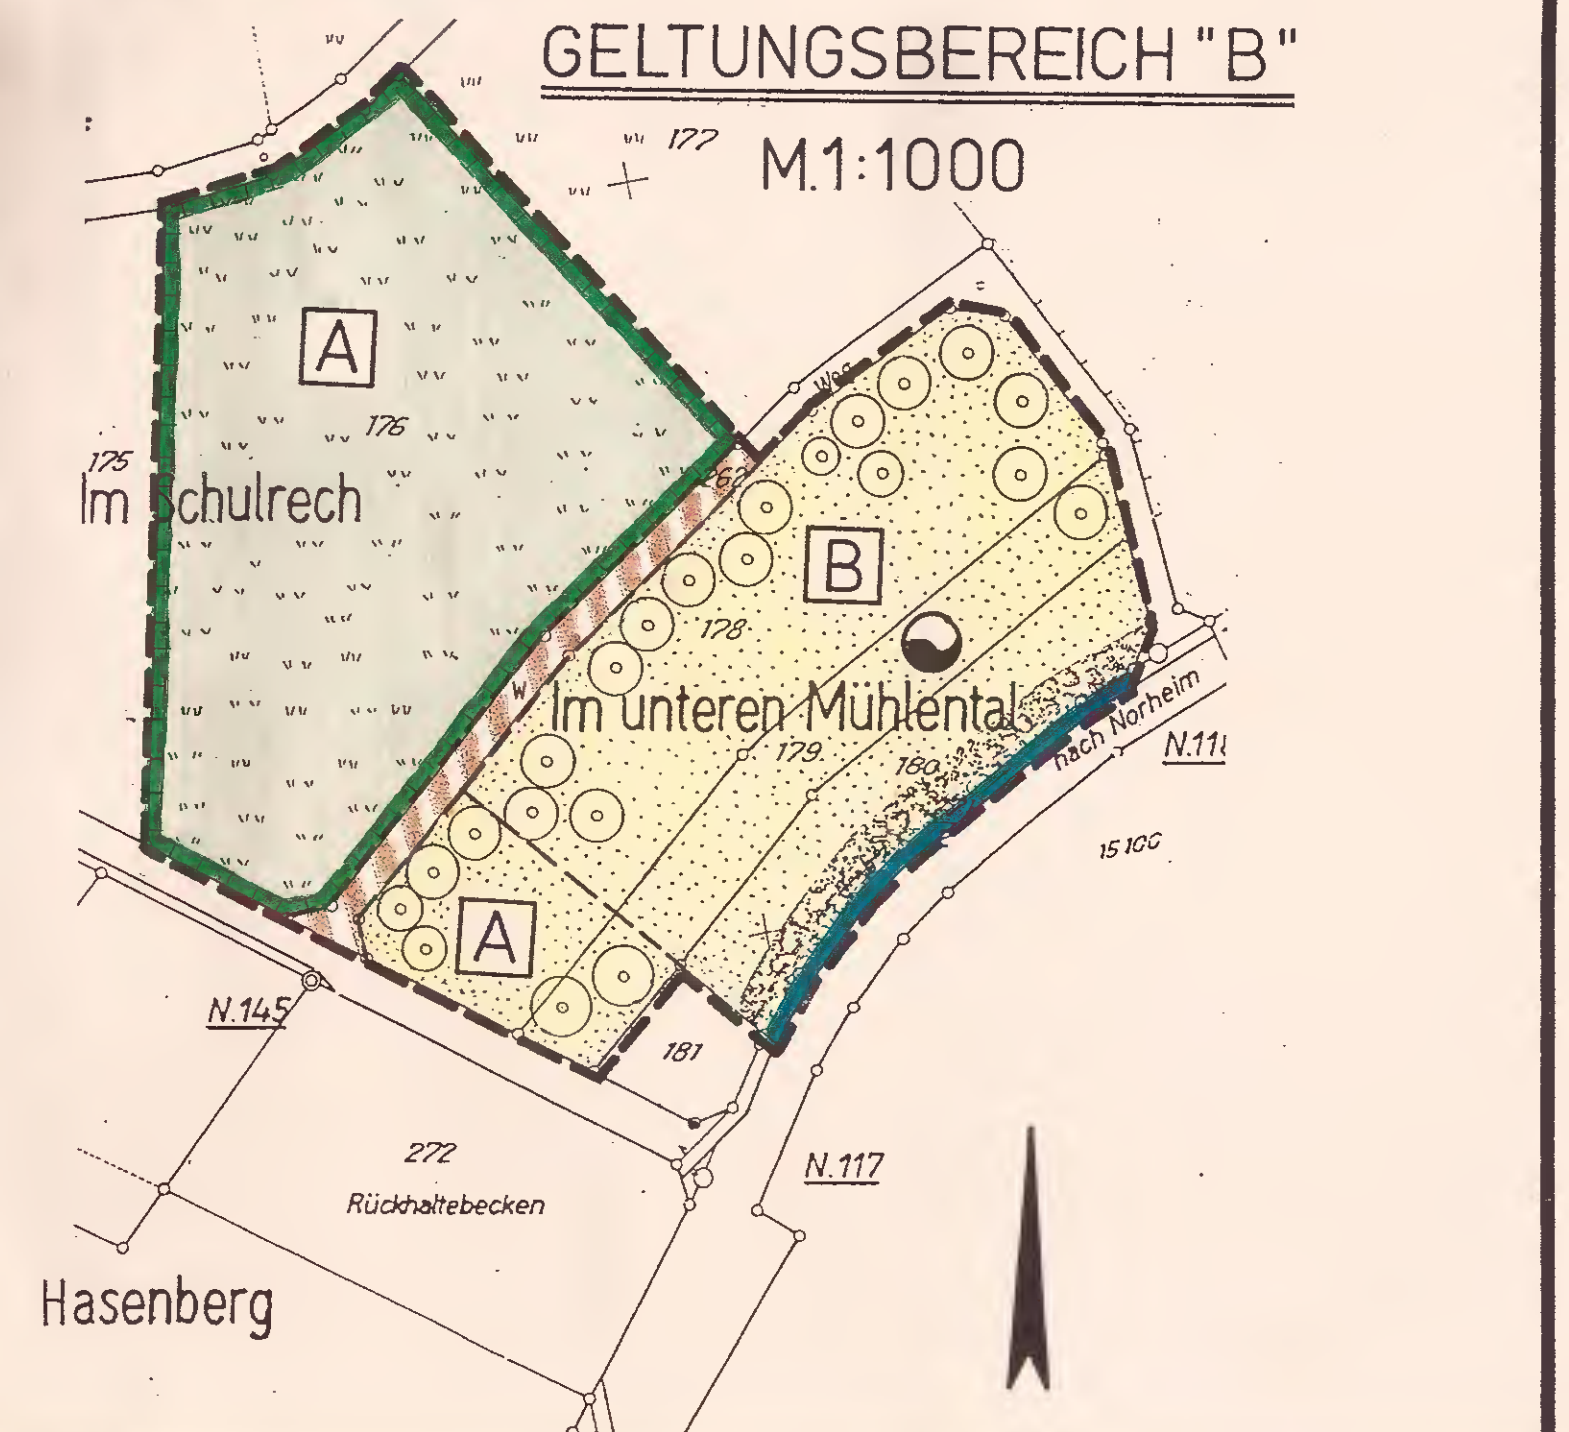 GELTUNGSBEREICH "B"
M.1:1000
177
A
176
175
Im Schulrech
262
Weg
B
178
W
Im unteren Mühlental
179
180
nach Norheim
15100
A
N.145
181
272
Rückhaltebecken
N.117
Hasenberg